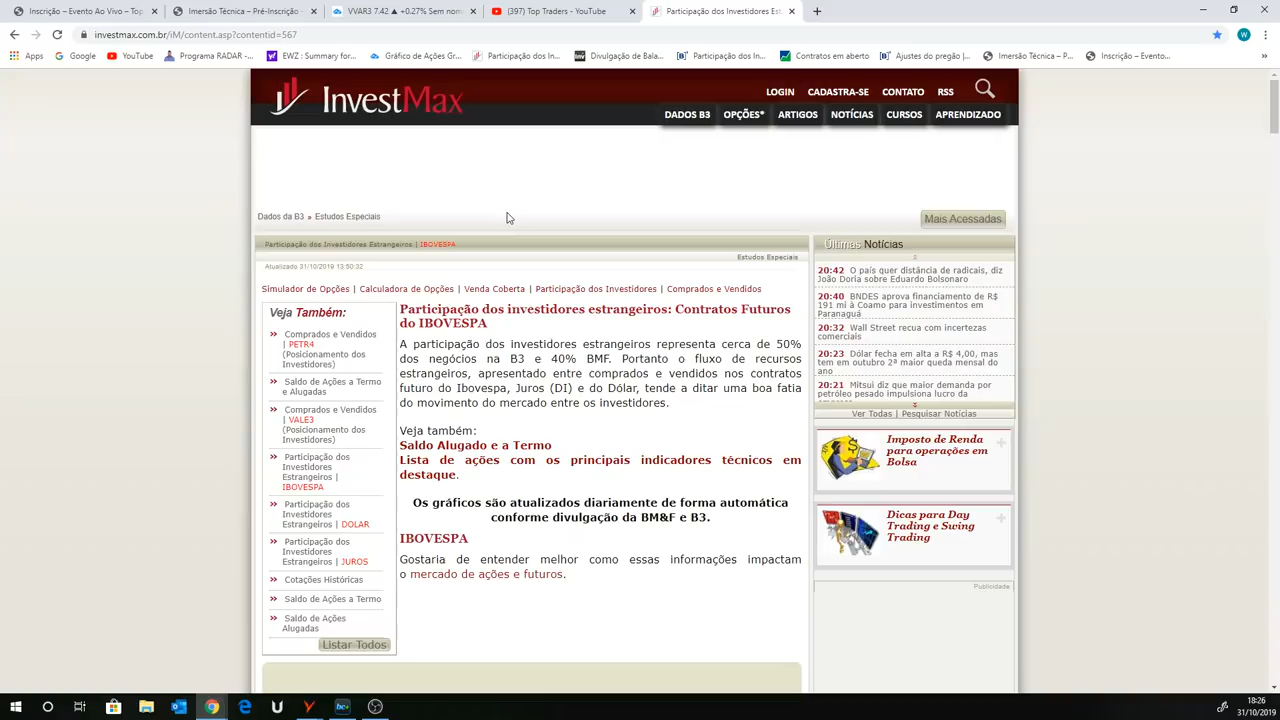 Inscrição – Evento Ao Vivo – Top
Imersão Técnica – Pré-Inscrição –
VVAR3 7.42 ▲ +0.27% Sem nom
(397) Top Traders - YouTube
Participação dos Investidores Est
investmax.com.br/iM/content.asp?contentid=567
W
Apps
Google
YouTube
Programa RADAR -...
EWZ : Summary for...
Gráfico de Ações Gr...
Participação dos In...
Divulgação de Bala...
Participação dos In...
Contratos em aberto
Ajustes do pregão |...
Imersão Técnica – P...
Inscrição – Evento...
»
InvestMax
LOGIN CADASTRA-SE CONTATO RSS
DADOS B3 OPÇÕES* ARTIGOS NOTÍCIAS CURSOS APRENDIZADO
Dados da B3 » Estudos Especiais
Mais Acessadas
Participação dos Investidores Estrangeiros | IBOVESPA
Estudos Especiais
Atualizado 31/10/2019 13:50:32
Simulador de Opções | Calculadora de Opções | Venda Coberta | Participação dos Investidores | Comprados e Vendidos
Veja Também:
Comprados e Vendidos
| PETR4
(Posicionamento dos
Investidores)
Saldo de Ações a Termo
e Alugadas
Comprados e Vendidos
| VALE3
(Posicionamento dos
Investidores)
Participação dos
Investidores
Estrangeiros |
IBOVESPA
Participação dos
Investidores
Estrangeiros | DOLAR
Participação dos
Investidores
Estrangeiros | JUROS
Cotações Históricas
Saldo de Ações a Termo
Saldo de Ações
Alugadas
Listar Todos
Participação dos investidores estrangeiros: Contratos Futuros
do IBOVESPA
A participação dos investidores estrangeiros representa cerca de 50%
dos negócios na B3 e 40% BMF. Portanto o fluxo de recursos
estrangeiros, apresentado entre comprados e vendidos nos contratos
futuro do Ibovespa, Juros (DI) e do Dólar, tende a ditar uma boa fatia
do movimento do mercado entre os investidores.
Veja também:
Saldo Alugado e a Termo
Lista de ações com os principais indicadores técnicos em
destaque.
Os gráficos são atualizados diariamente de forma automática
conforme divulgação da BM&F e B3.
IBOVESPA
Gostaria de entender melhor como essas informações impactam
o mercado de ações e futuros.
Últimas Notícias
20:42 O país quer distância de radicais, diz
João Doria sobre Eduardo Bolsonaro
20:40 BNDES aprova financiamento de R$
191 mi à Coamo para investimentos em
Paranaguá
20:32 Wall Street recua com incertezas
comerciais
20:23 Dólar fecha em alta a R$ 4,00, mas
tem em outubro 2ª maior queda mensal do
ano
20:21 Mitsui diz que maior demanda por
petróleo pesado impulsiona lucro da
Ver Todas | Pesquisar Notícias
Imposto de Renda
para operações em
Bolsa
Dicas para Day
Trading e Swing
Trading
Publicidade
18:26
31/10/2019